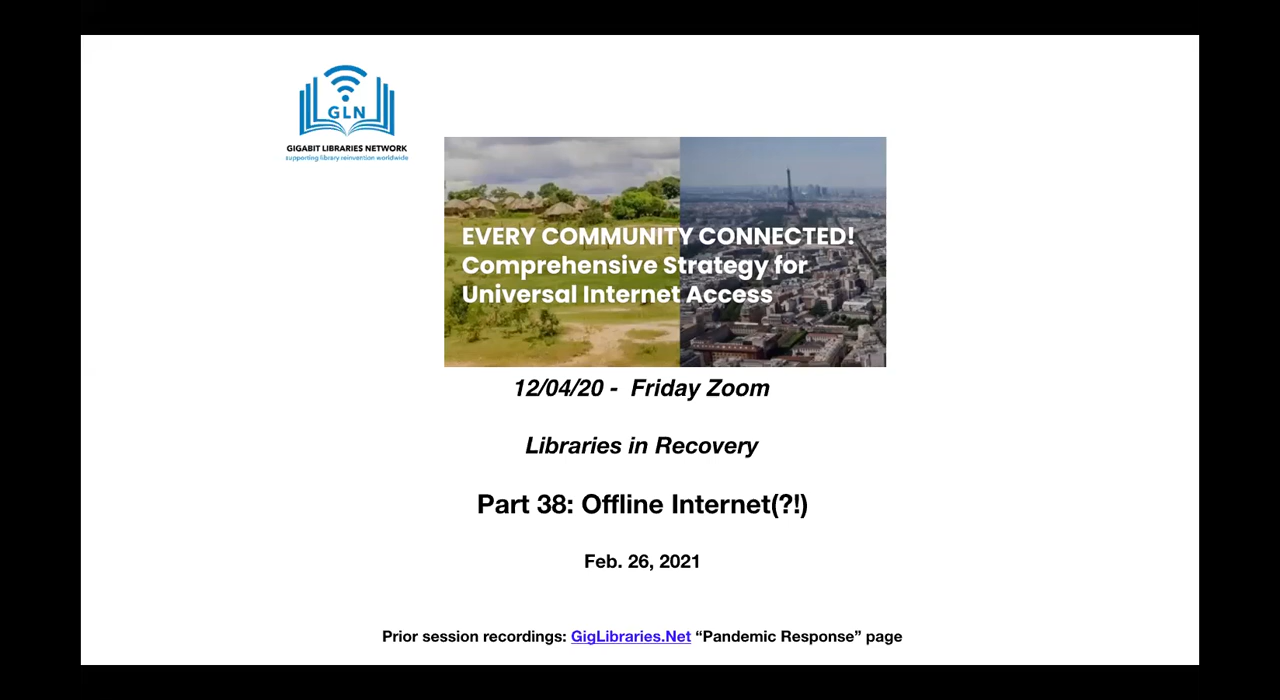 GLN
GIGABIT LIBRARIES NETWORK
supporting library reinvention worldwide
EVERY COMMUNITY CONNECTED!
Comprehensive Strategy for
Universal Internet Access
12/04/20 - Friday Zoom
Libraries in Recovery
Part 38: Offline Internet(?!)
Feb. 26, 2021
Prior session recordings: GigLibraries.Net “Pandemic Response” page